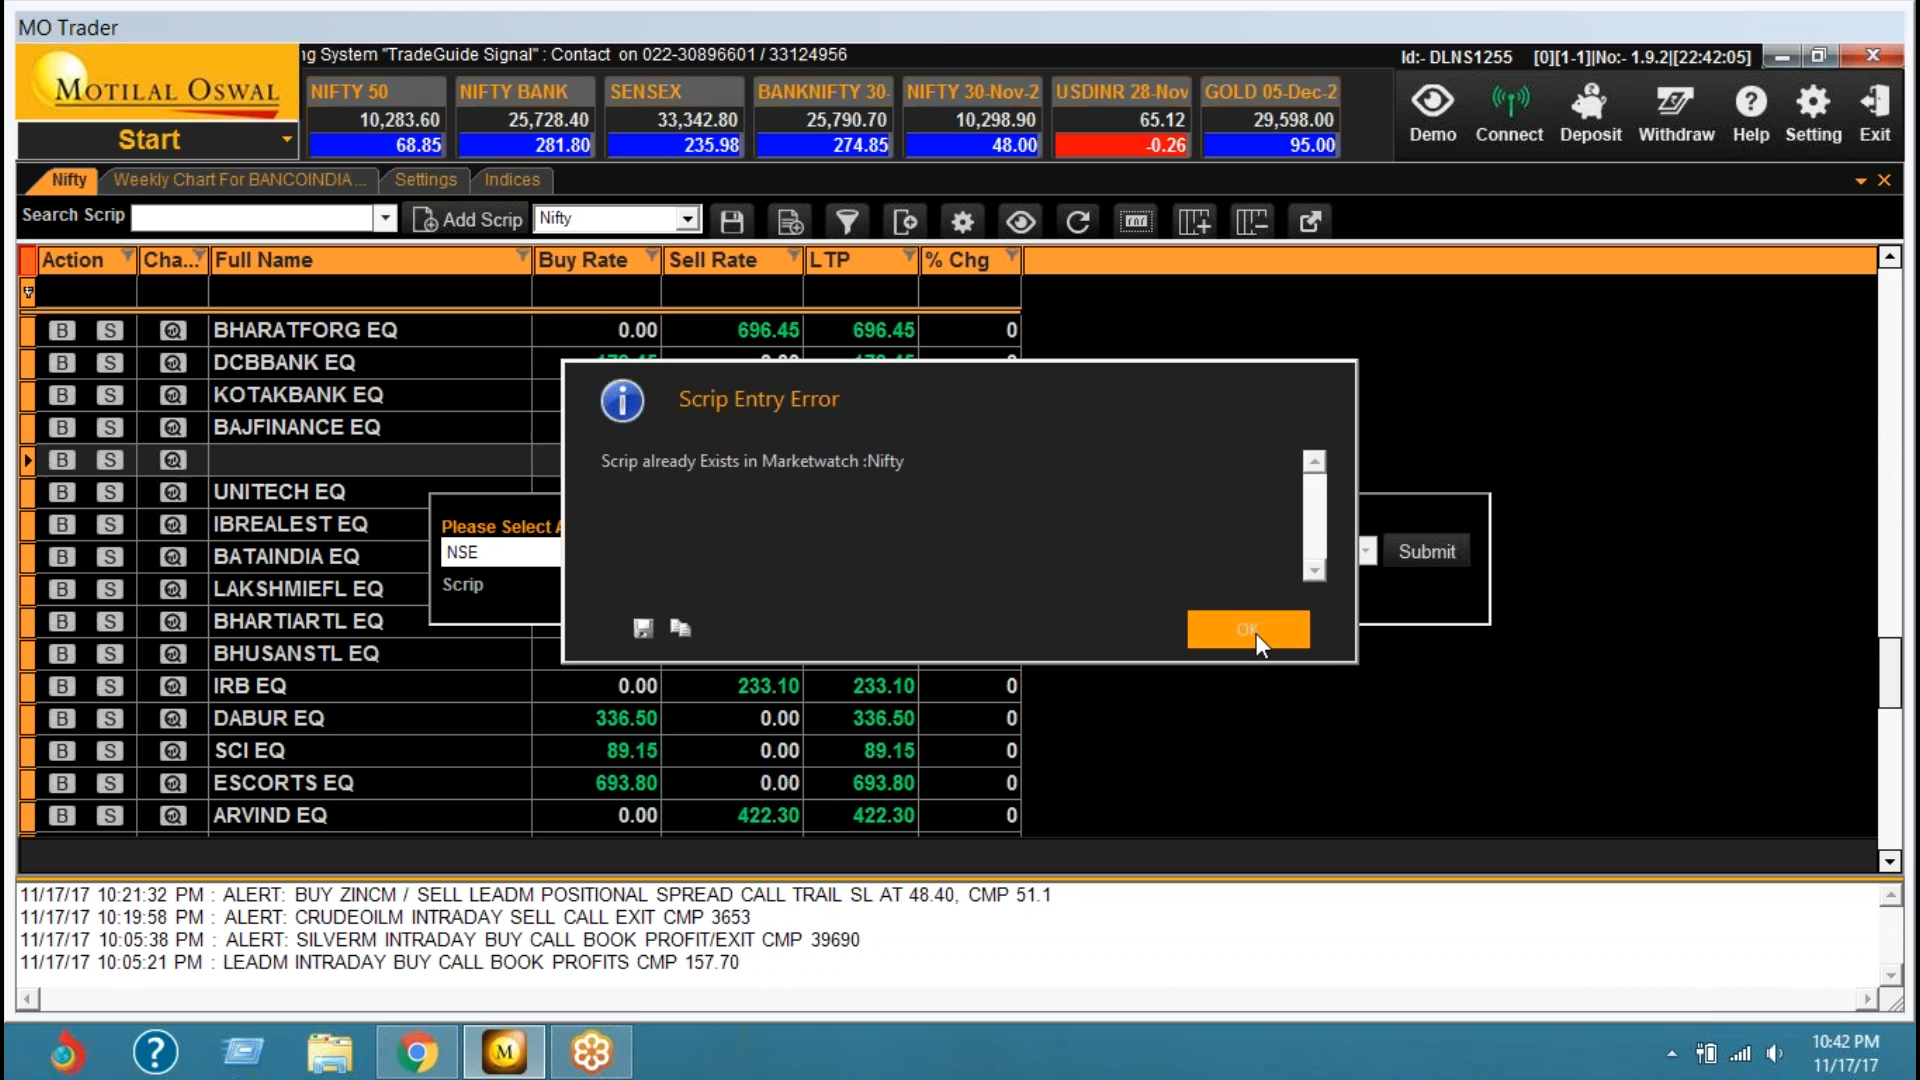 MO Trader
ng System "TradeGuide Signal" : Contact on 022-30896601 / 33124956
Id:- DLNS1255 [0][1-1]|No:- 1.9.2|[22:42:05]
MOTILAL OSWAL
Start
NIFTY 50 NIFTY BANK SENSEX BANKNIFTY 30- NIFTY 30-Nov-2 USDINR 28-Nov GOLD 05-Dec-2
10,283.60 25,728.40 33,342.80 25,790.70 10,298.90 65.12 29,598.00
68.85 281.80 235.98 274.85 48.00 -0.26 95.00
Demo Connect Deposit Withdraw Help Setting Exit
Nifty Weekly Chart For BANCOINDIA... Settings Indices
Search Scrip Add Scrip Nifty
Action Cha... Full Name Buy Rate Sell Rate LTP % Chg
B S BHARATFORG EQ 0.00 696.45 696.45 0
B S DCBBANK EQ
B S KOTAKBANK EQ
B S BAJFINANCE EQ
B S
B S UNITECH EQ
B S IBREALEST EQ
B S BATAINDIA EQ
B S LAKSHMIEFL EQ
B S BHARTIARTL EQ
B S BHUSANSTL EQ
B S IRB EQ 0.00 233.10 233.10 0
B S DABUR EQ 336.50 0.00 336.50 0
B S SCI EQ 89.15 0.00 89.15 0
B S ESCORTS EQ 693.80 0.00 693.80 0
B S ARVIND EQ 0.00 422.30 422.30 0
Please Select
NSE
Scrip
Submit
Scrip Entry Error
Scrip already Exists in Marketwatch :Nifty
OK
11/17/17 10:21:32 PM : ALERT: BUY ZINCM / SELL LEADM POSITIONAL SPREAD CALL TRAIL SL AT 48.40, CMP 51.1
11/17/17 10:19:58 PM : ALERT: CRUDEOILM INTRADAY SELL CALL EXIT CMP 3653
11/17/17 10:05:38 PM : ALERT: SILVERM INTRADAY BUY CALL BOOK PROFIT/EXIT CMP 39690
11/17/17 10:05:21 PM : LEADM INTRADAY BUY CALL BOOK PROFITS CMP 157.70
M
10:42 PM
11/17/17